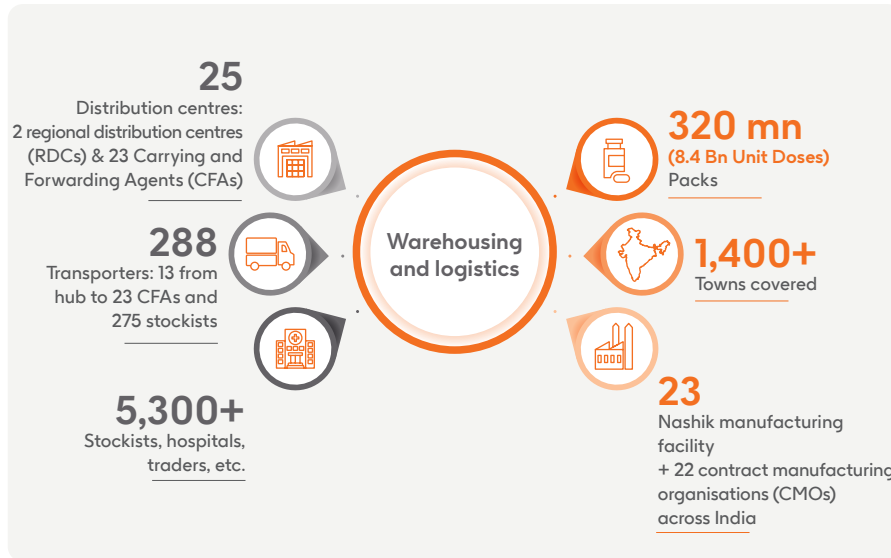 25
Distribution centres:
2 regional distribution centres
(RDCs) & 23 Carrying and
Forwarding Agents (CFAs)
288
Transporters: 13 from
hub to 23 CFAs and
275 stockists
5,300+
Stockists, hospitals,
traders, etc.
Warehousing
and logistics
320 mn
(8.4 Bn Unit Doses)
Packs
1,400+
Towns covered
23
Nashik manufacturing
facility
+ 22 contract manufacturing
organisations (CMOs)
across India